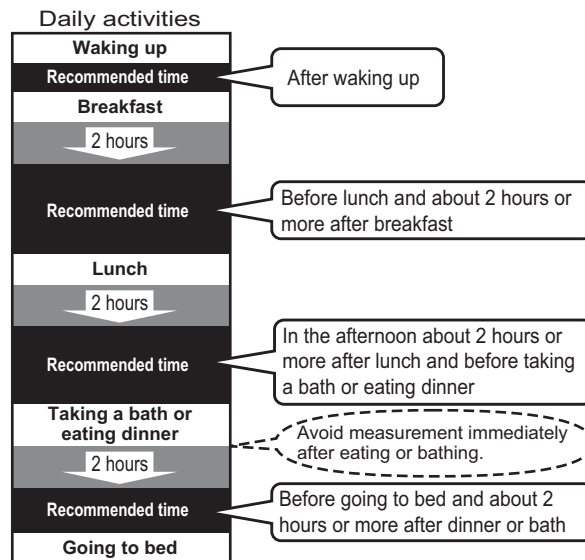 Daily activities
Waking up
Recommended time
After waking up
Breakfast
2 hours
Recommended time
Before lunch and about 2 hours or
more after breakfast
Lunch
2 hours
Recommended time
In the afternoon about 2 hours or
more after lunch and before taking
a bath or eating dinner
Taking a bath or
eating dinner
Avoid measurement immediately
after eating or bathing.
2 hours
Recommended time
Before going to bed and about 2
hours or more after dinner or bath
Going to bed